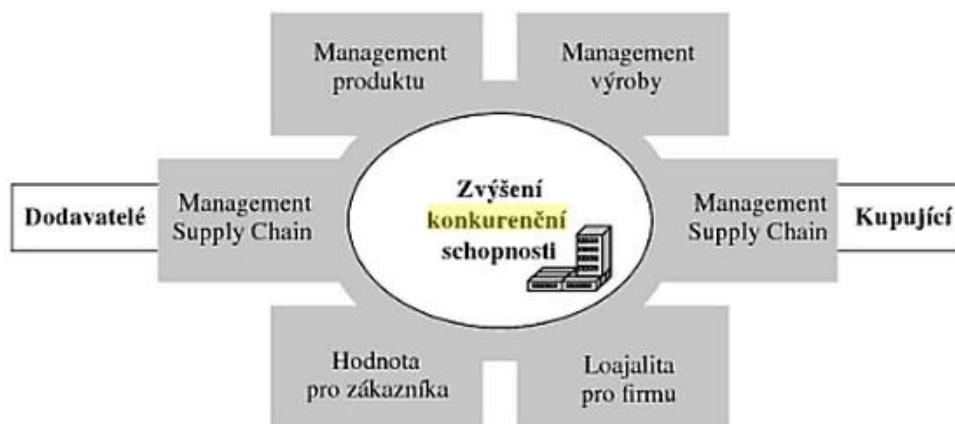 Management
produktu
Management
výroby
Dodavatelé
Management
Supply Chain
Zvýšení
konkurenční
schopnosti
Management
Supply Chain
Kupující
Hodnota
pro zákazníka
Loajalita
pro firmu